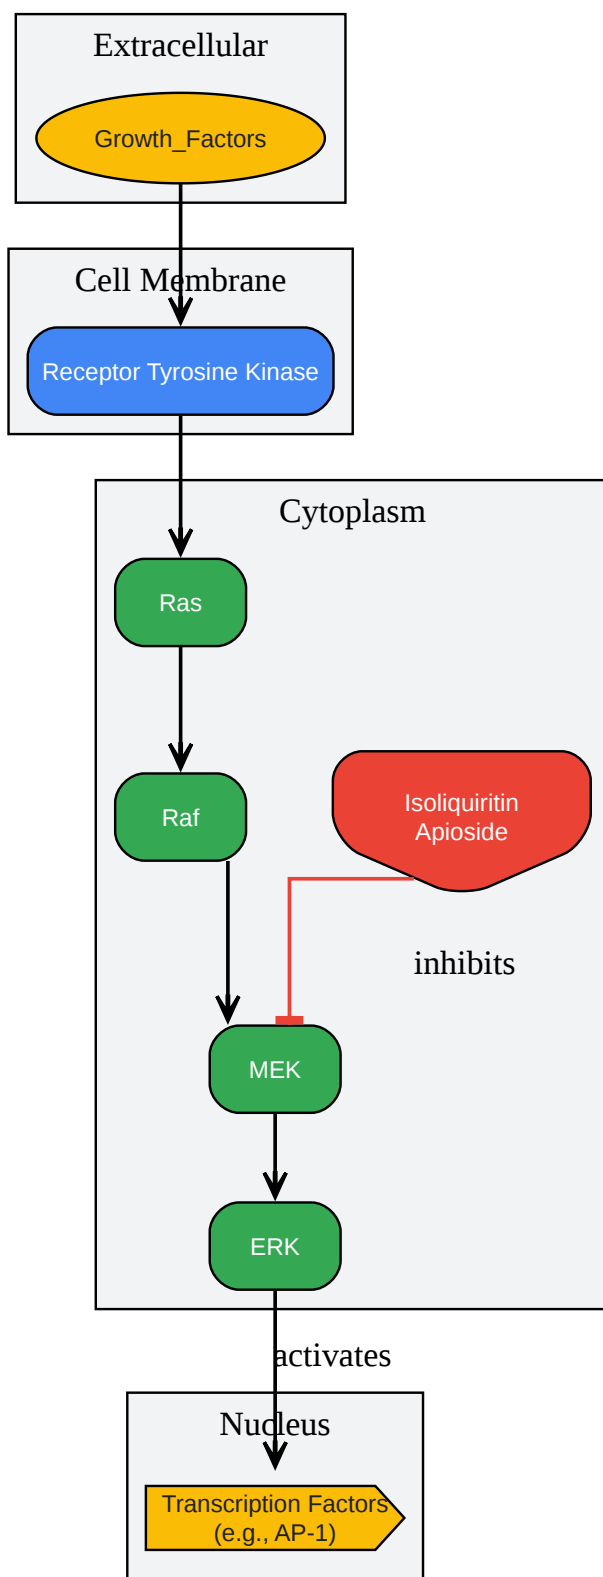 Extracellular
Growth_Factors
Cell Membrane
Receptor Tyrosine Kinase
Cytoplasm
Ras
Raf
Isoliquiritin
Apioside
inhibits
MEK
ERK
activates
Nucleus
Transcription Factors
(e.g., AP-1)